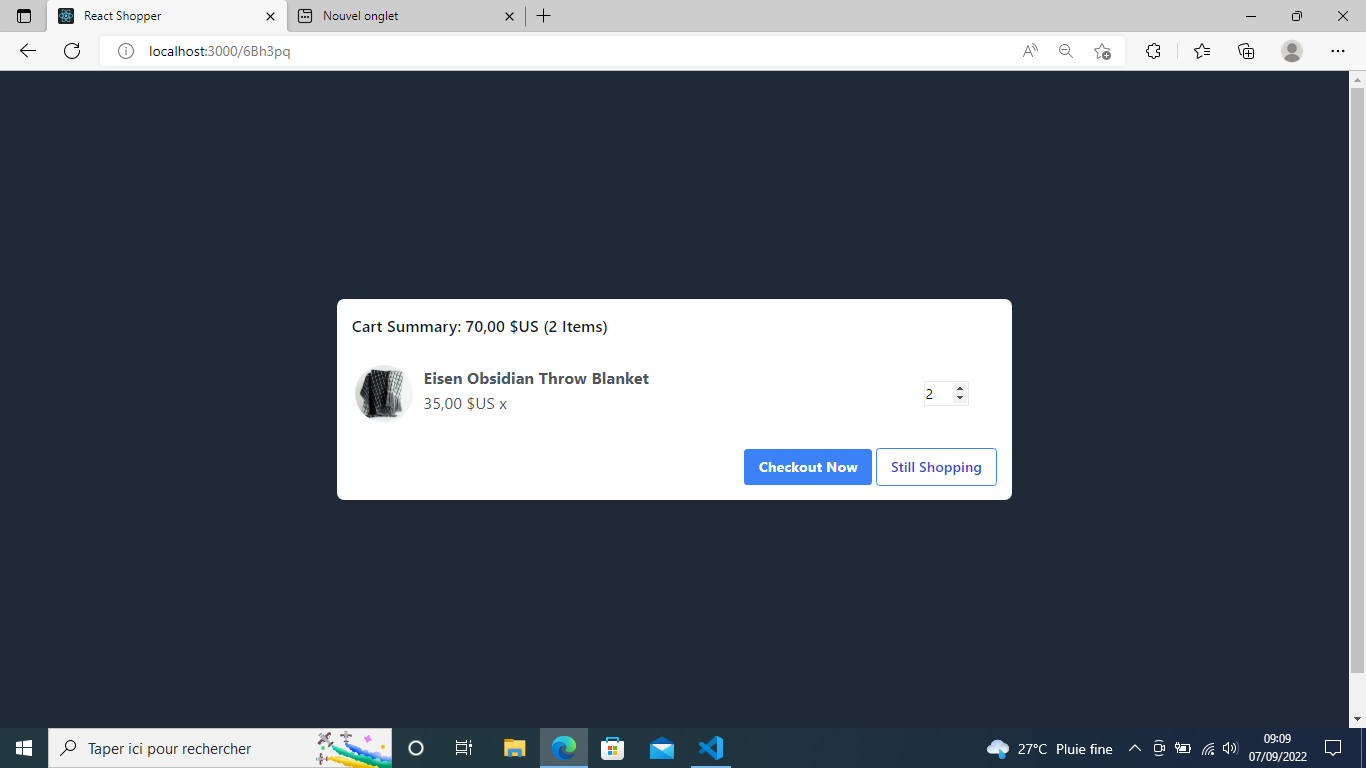 React Shopper
Nouvel onglet
localhost:3000/6Bh3pq
Cart Summary: 70,00 $US (2 Items)
Eisen Obsidian Throw Blanket
35,00 $US x
2
Checkout Now
Still Shopping
Taper ici pour rechercher
27°C Pluie fine
09:09
07/09/2022